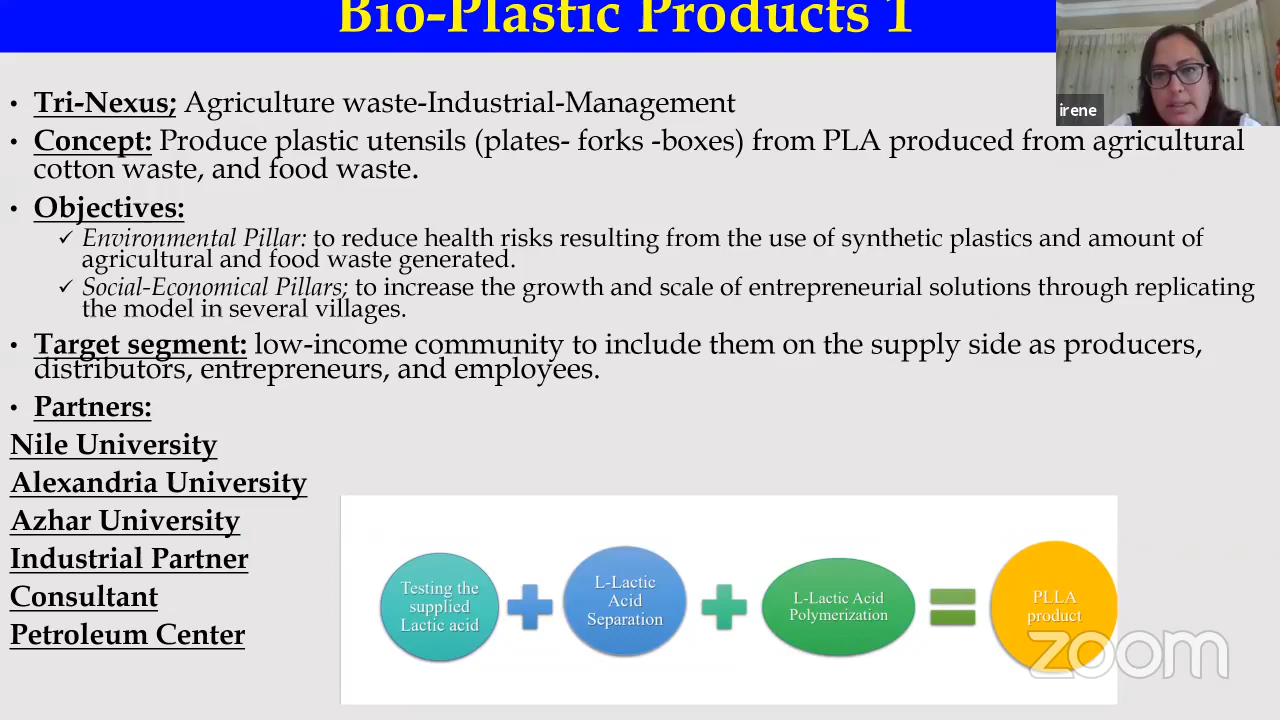 Bio-Plastic Products 1
irene
• Tri-Nexus; Agriculture waste-Industrial-Management
• Concept: Produce plastic utensils (plates- forks -boxes) from PLA produced from agricultural
cotton waste, and food waste.
• Objectives:
✓ Environmental Pillar: to reduce health risks resulting from the use of synthetic plastics and amount of
agricultural and food waste generated.
✓ Social-Economical Pillars; to increase the growth and scale of entrepreneurial solutions through replicating
the model in several villages.
• Target segment: low-income community to include them on the supply side as producers,
distributors, entrepreneurs, and employees.
• Partners:
Nile University
Alexandria University
Azhar University
Industrial Partner
Consultant
Petroleum Center
Testing the
supplied
Lactic acid
L-Lactic
Acid
Separation
L-Lactic Acid
Polymerization
PLLA
product
zoom